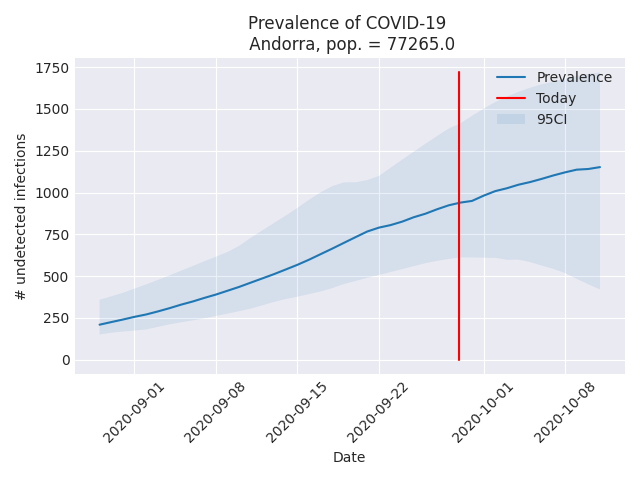 Prevalence of COVID-19
Andorra, pop. = 77265.0
1750
1500
1250
1000
750
500
250
0
# undetected infections
Prevalence
Today
95CI
2020-09-01
2020-09-08
2020-09-15
2020-09-22
2020-10-01
2020-10-08
Date